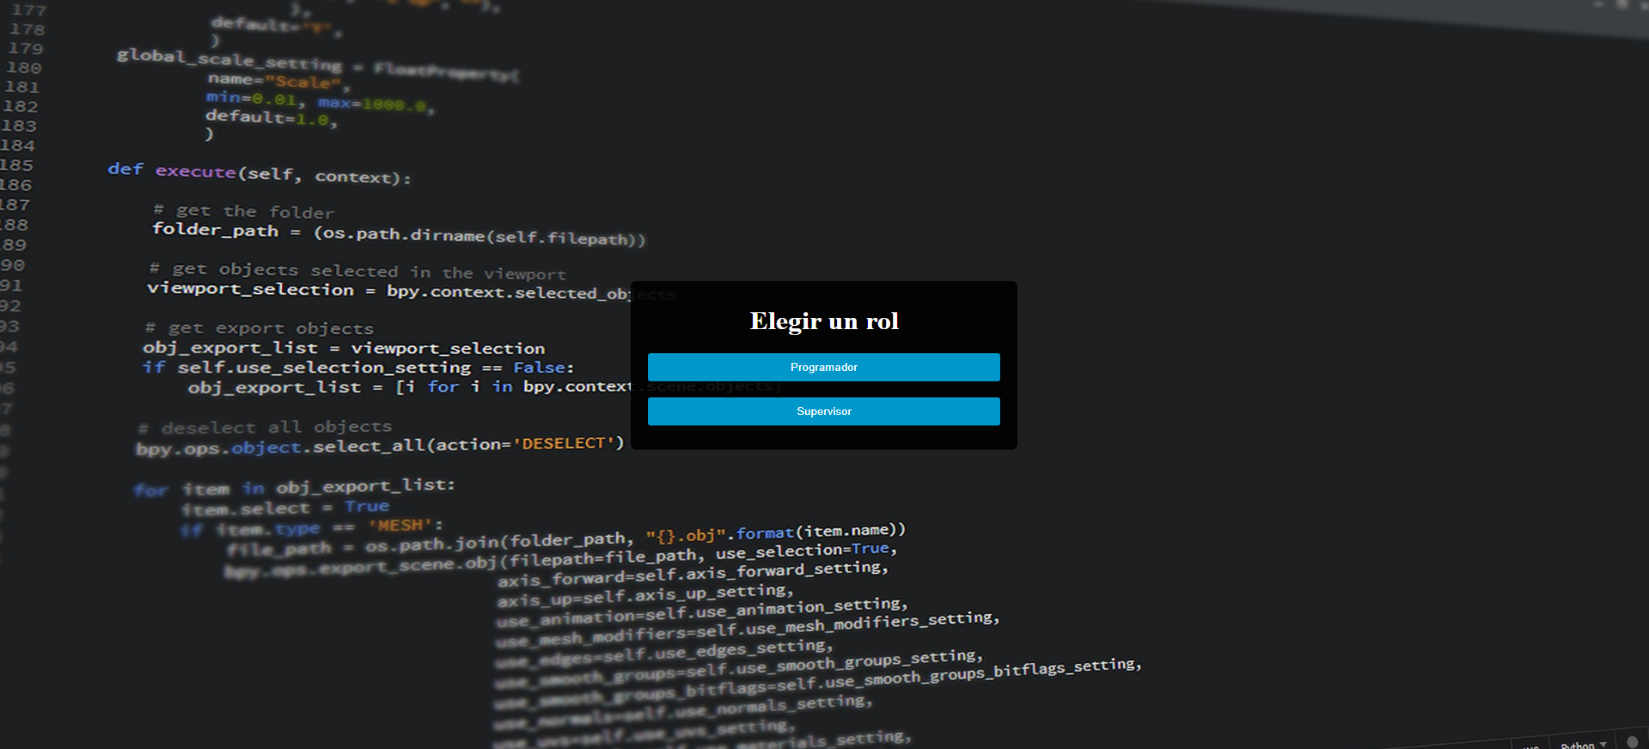 177
178
179
180
181
182
183
184
185
186
187
188
default='Y',
)
global_scale_setting = FloatProperty(
name="Scale",
min=0.01, max=1000.0,
default=1.0,
)
def execute(self, context):
# get the folder
folder_path = (os.path.dirname(self.filepath))
# get objects selected in the viewport
viewport_selection = bpy.context.selected_objects
# get export objects
obj_export_list = viewport_selection
if self.use_selection_setting == False:
obj_export_list = [i for i in bpy.context.scene.objects]
# deselect all objects
bpy.ops.object.select_all(action='DESELECT')
for item in obj_export_list:
item.select = True
if item.type == 'MESH':
file_path = os.path.join(folder_path, "{}.obj".format(item.name))
bpy.ops.export_scene.obj(filepath=file_path, use_selection=True,
axis_forward=self.axis_forward_setting,
axis_up=self.axis_up_setting,
use_animation=self.use_animation_setting,
use_mesh_modifiers=self.use_mesh_modifiers_setting,
use_edges=self.use_edges_setting,
use_smooth_groups=self.use_smooth_groups_setting,
use_smooth_groups_bitflags=self.use_smooth_groups_bitflags_setting,
use_normals=self.use_normals_setting,
use_uvs=self.use_uvs_setting,
Elegir un rol
Programador
Supervisor
Python